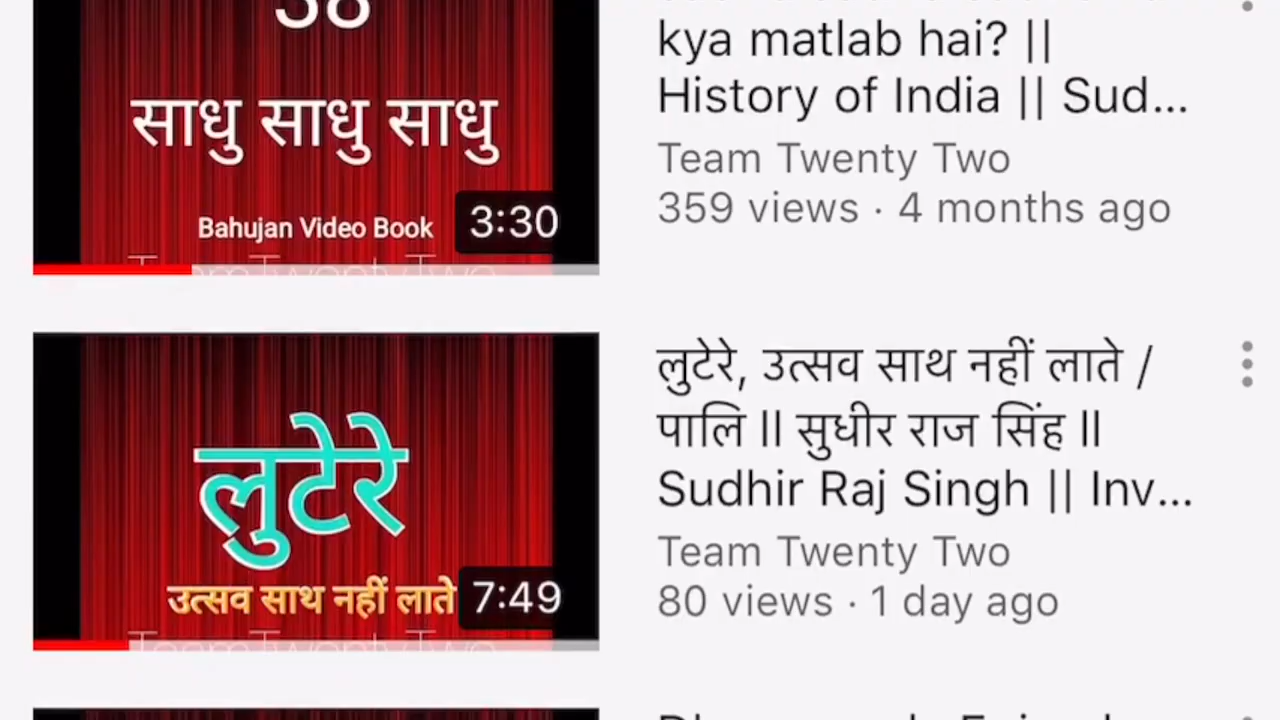 38
साधु साधु साधु
Bahujan Video Book
3:30
kya matlab hai? ||
History of India || Sud...
Team Twenty Two
359 views · 4 months ago
लुटेरे
उत्सव साथ नहीं लाते
7:49
लुटेरे, उत्सव साथ नहीं लाते /
पालि ll सुधीर राज सिंह ll
Sudhir Raj Singh || Inv...
Team Twenty Two
80 views · 1 day ago